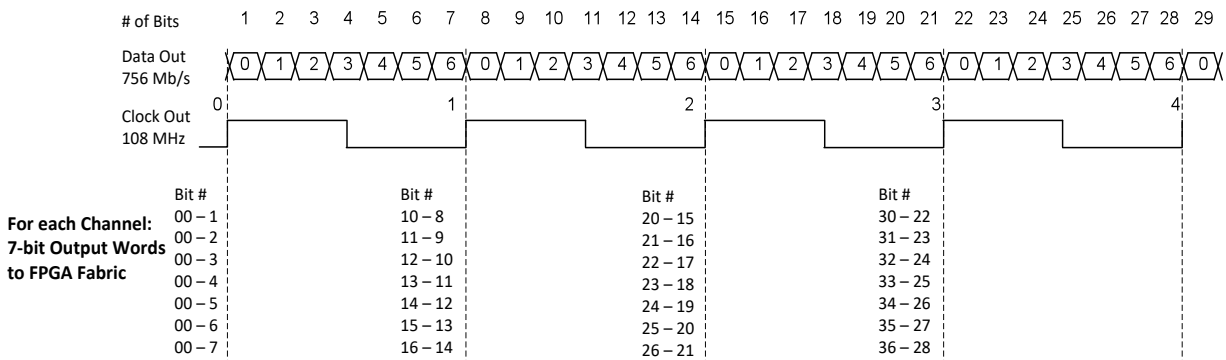 # of Bits 1 2 3 4 5 6 7 8 9 10 11 12 13 14 15 16 17 18 19 20 21 22 23 24 25 26 27 28 29
Data Out 0 1 2 3 4 5 6 0 1 2 3 4 5 6 0 1 2 3 4 5 6 0 1 2 3 4 5 6 0
756 Mb/s
0 1 2 3 4
Clock Out
108 MHz
Bit # Bit # Bit # Bit #
00 – 1 10 – 8 20 – 15 30 – 22
For each Channel:
00 – 2 11 – 9 21 – 16 31 – 23
7-bit Output Words
00 – 3 12 – 10 22 – 17 32 – 24
to FPGA Fabric
00 – 4 13 – 11 23 – 18 33 – 25
00 – 5 14 – 12 24 – 19 34 – 26
00 – 6 15 – 13 25 – 20 35 – 27
00 – 7 16 – 14 26 – 21 36 – 28